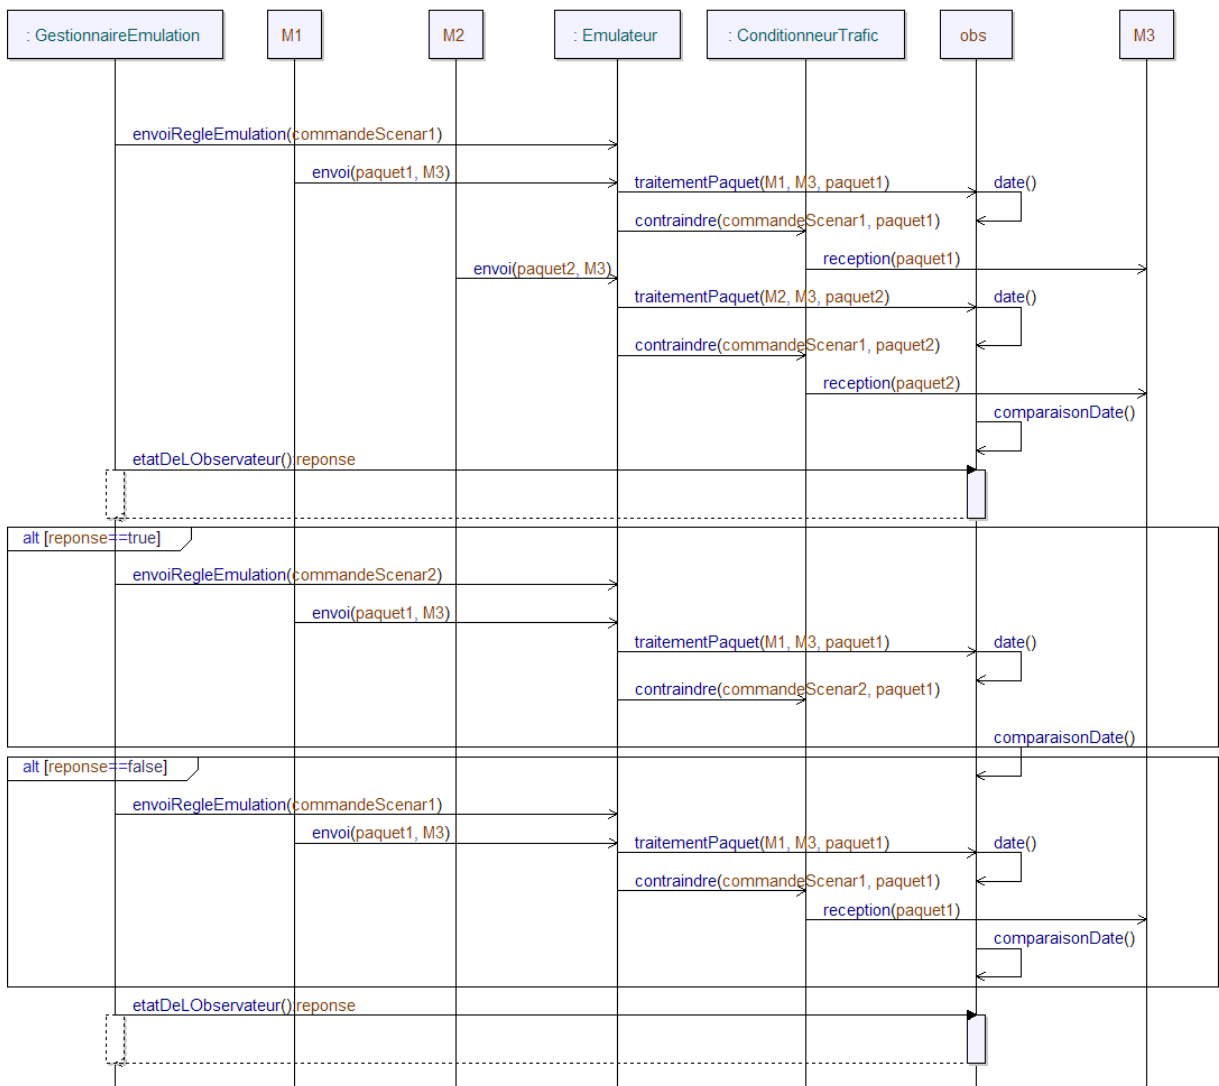 : GestionnaireEmulation
M1
M2
: Emulateur
: ConditionneurTrafic
obs
M3
envoiRegleEmulation(commandeScenar1)
envoi(paquet1, M3)
traitementPaquet(M1, M3, paquet1)
date()
contraindre(commandeScenar1, paquet1)
reception(paquet1)
envoi(paquet2, M3)
traitementPaquet(M2, M3, paquet2)
date()
contraindre(commandeScenar1, paquet2)
reception(paquet2)
comparaisonDate()
etatDeLObservateur():reponse
alt [reponse==true]
envoiRegleEmulation(commandeScenar2)
envoi(paquet1, M3)
traitementPaquet(M1, M3, paquet1)
date()
contraindre(commandeScenar2, paquet1)
comparaisonDate()
alt [reponse==false]
envoiRegleEmulation(commandeScenar1)
envoi(paquet1, M3)
traitementPaquet(M1, M3, paquet1)
date()
contraindre(commandeScenar1, paquet1)
reception(paquet1)
comparaisonDate()
etatDeLObservateur():reponse